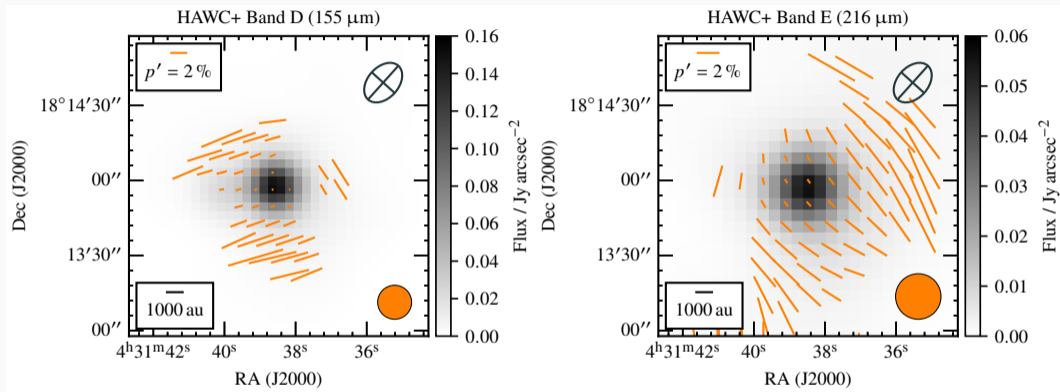 HAWC+ Band D (155 μm)
p′ = 2 %
18°14′30″
00″
13′30″
00″
Dec (J2000)
1000 au
4ʰ31ᵐ42ˢ 40ˢ 38ˢ 36ˢ
RA (J2000)
0.16
0.14
0.12
0.10
0.08
0.06
0.04
0.02
0.00
Flux / Jy arcsec⁻²
HAWC+ Band E (216 μm)
p′ = 2 %
18°14′30″
00″
13′30″
00″
Dec (J2000)
1000 au
4ʰ31ᵐ42ˢ 40ˢ 38ˢ 36ˢ
RA (J2000)
0.06
0.05
0.04
0.03
0.02
0.01
0.00
Flux / Jy arcsec⁻²